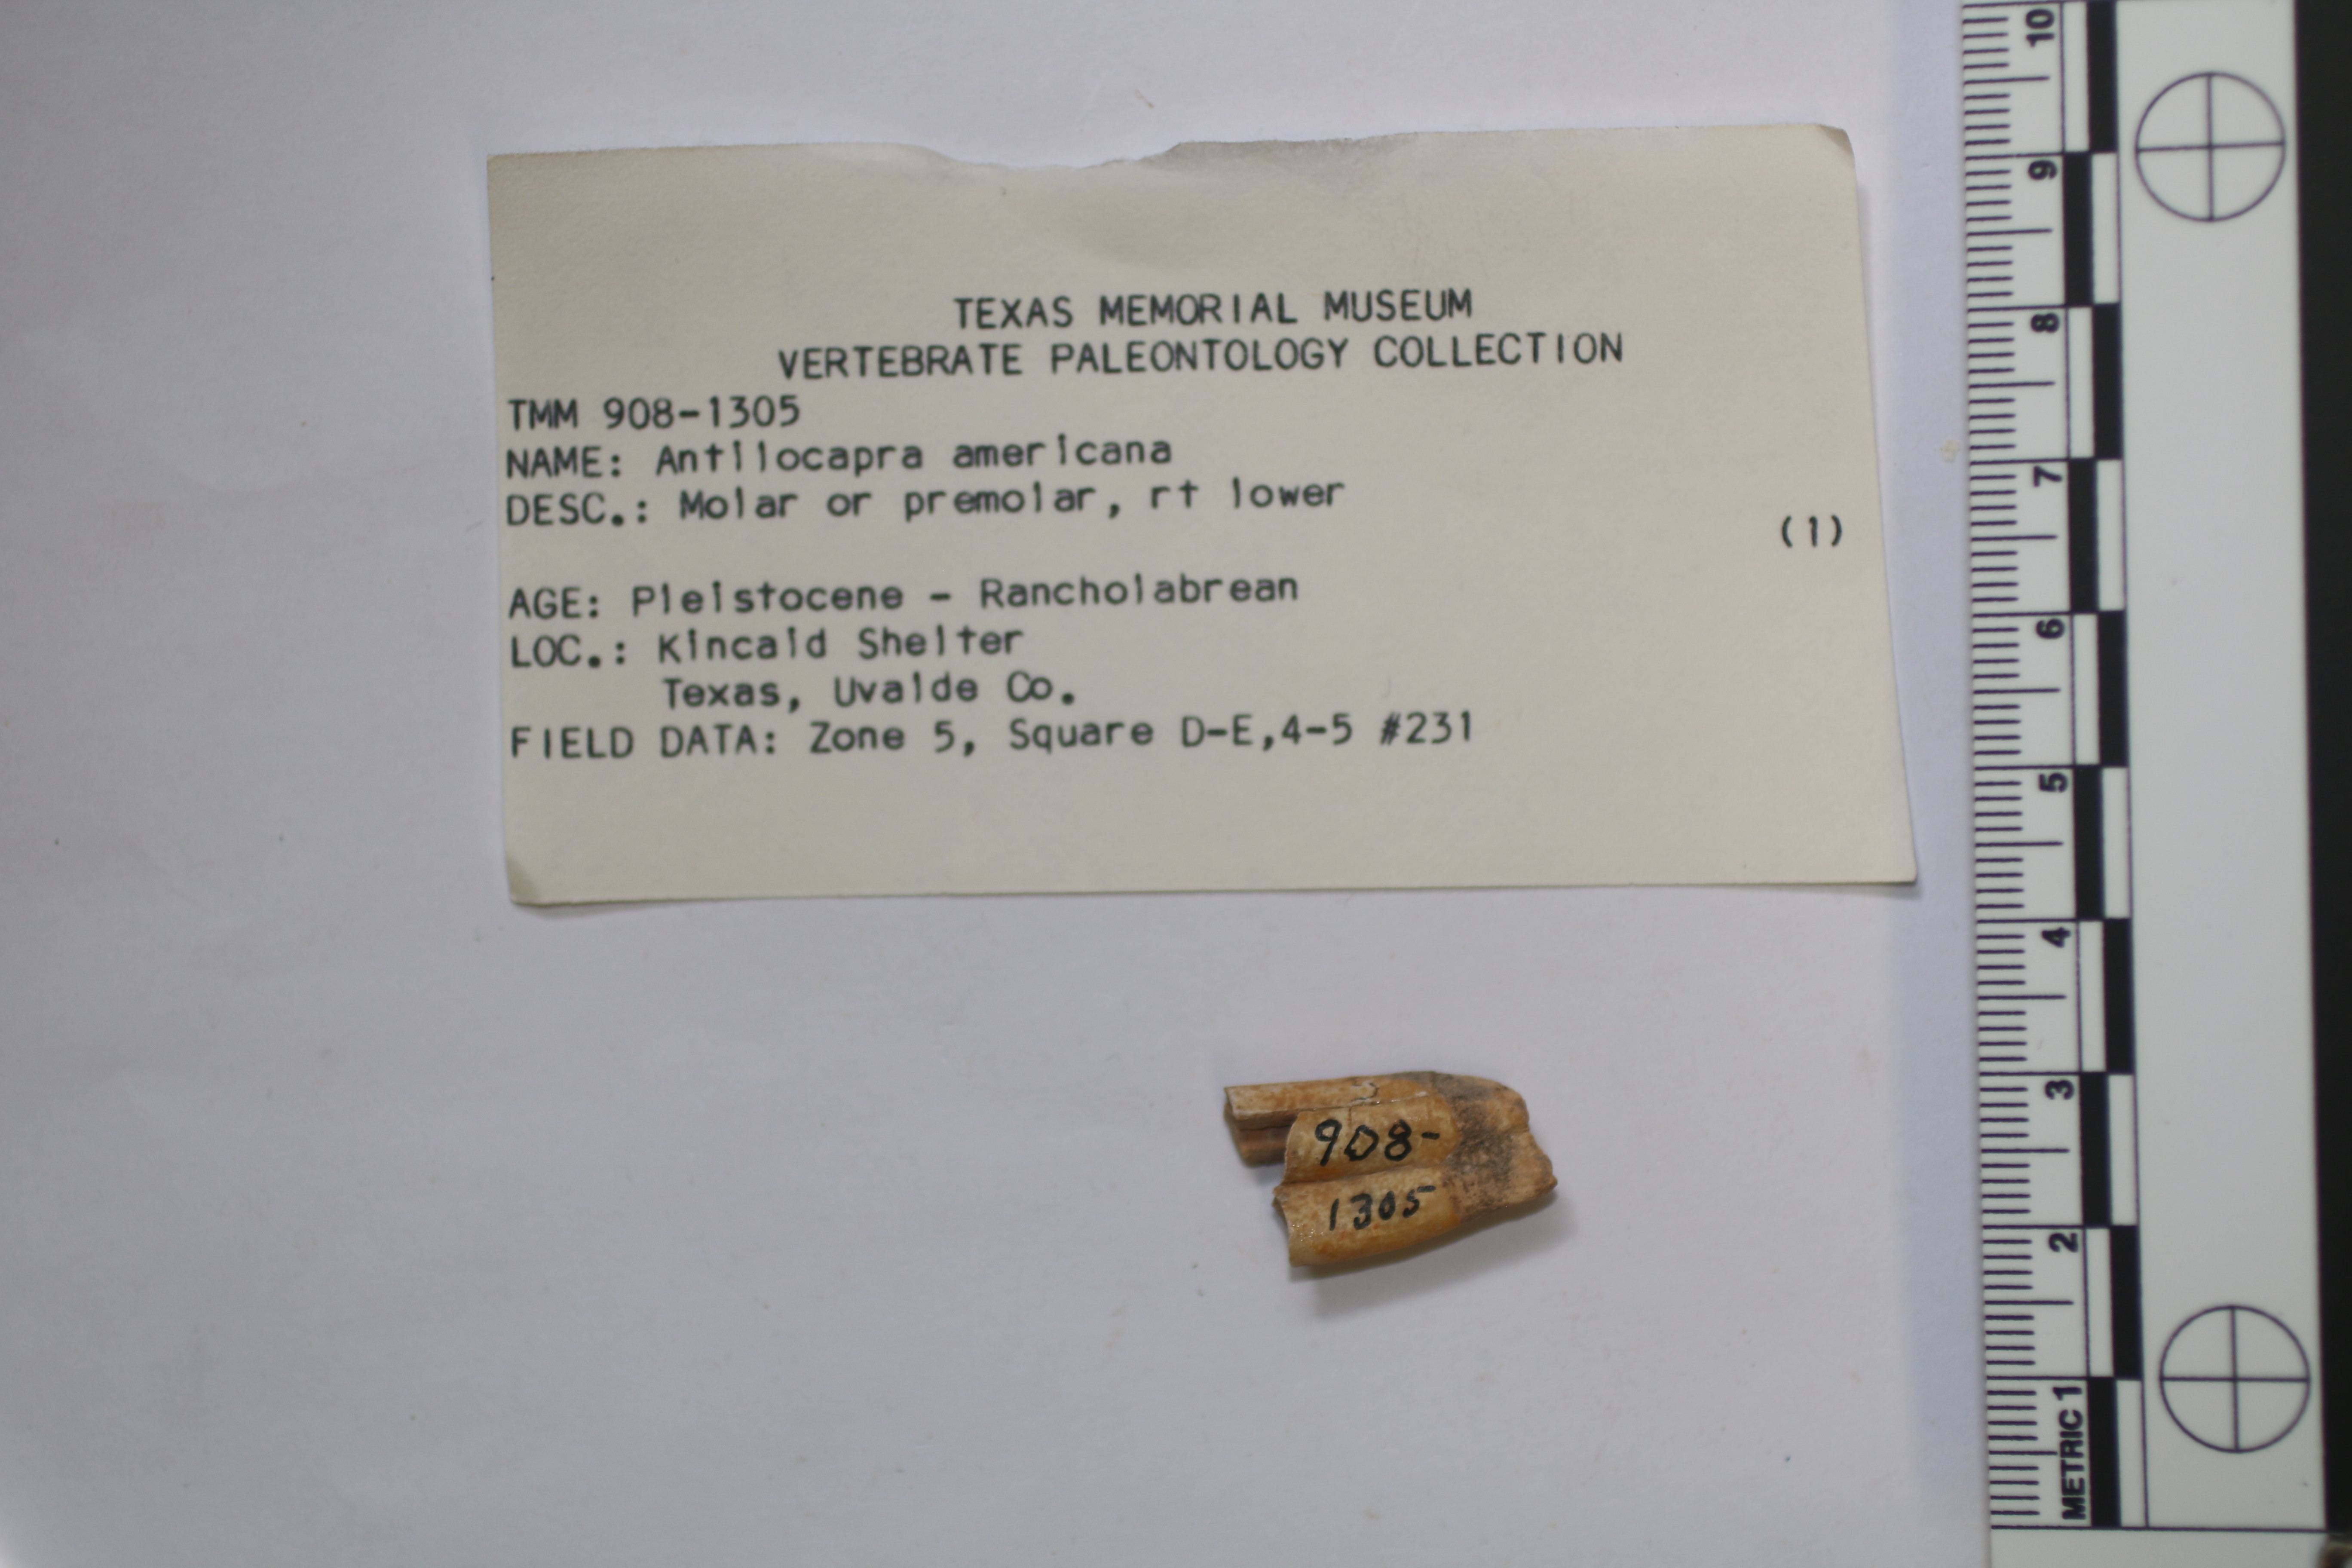 TEXAS MEMORIAL MUSEUM
VERTEBRATE PALEONTOLOGY COLLECTION
TMM 908-1305
NAME: Antilocapra americana
DESC.: Molar or premolar, rt lower
(1)
AGE: Pleistocene - Rancholabrean
LOC.: Kincaid Shelter
Texas, Uvalde Co.
FIELD DATA: Zone 5, Square D-E,4-5 #231
908-
1305
10
9
8
7
6
5
4
3
2
METRIC 1